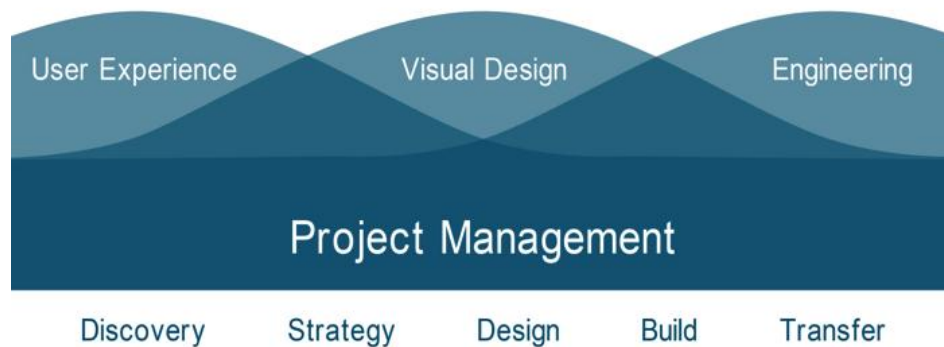 User Experience Visual Design Engineering
Project Management
Discovery Strategy Design Build Transfer